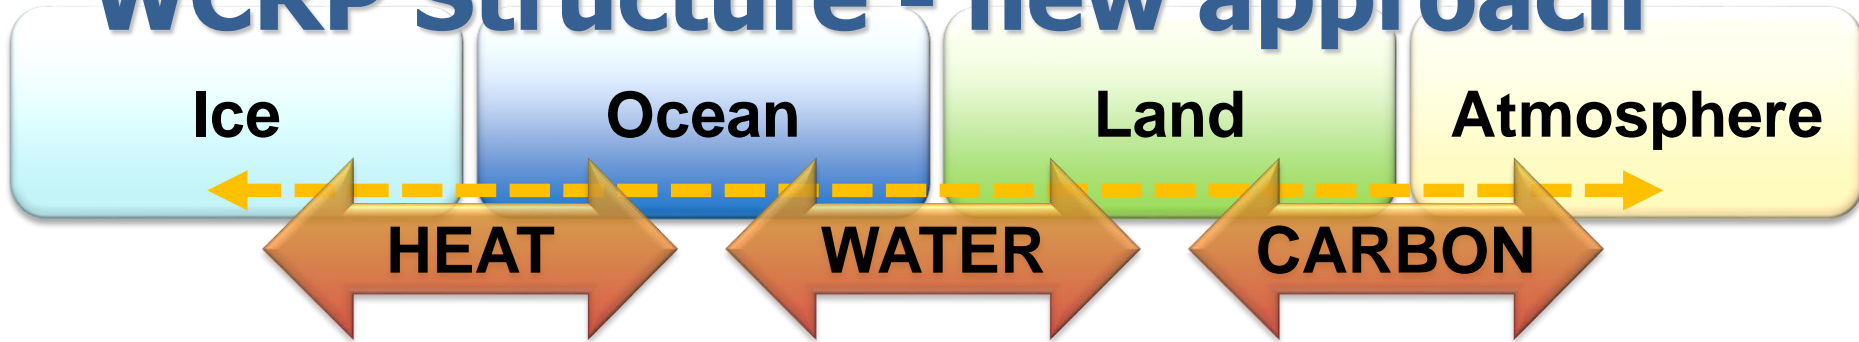 WCRP Structure - new approach
Ice Ocean Land Atmosphere
HEAT WATER CARBON